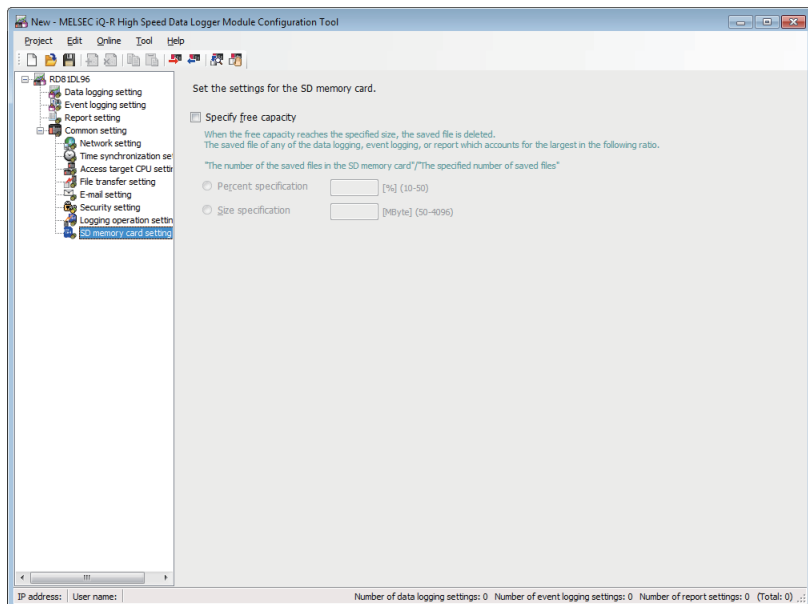 New - MELSEC iQ-R High Speed Data Logger Module Configuration Tool
Project Edit Online Tool Help
RD81DL96
Data logging setting
Event logging setting
Report setting
Common setting
Network setting
Time synchronization se
Access target CPU settin
File transfer setting
E-mail setting
Security setting
Logging operation settin
SD memory card setting
Set the settings for the SD memory card.
Specify free capacity
When the free capacity reaches the specified size, the saved file is deleted.
The saved file of any of the data logging, event logging, or report which accounts for the largest in the following ratio.
"The number of the saved files in the SD memory card"/"The specified number of saved files"
Percent specification [%] (10-50)
Size specification [MByte] (50-4096)
IP address: User name: Number of data logging settings: 0 Number of event logging settings: 0 Number of report settings: 0 (Total: 0)